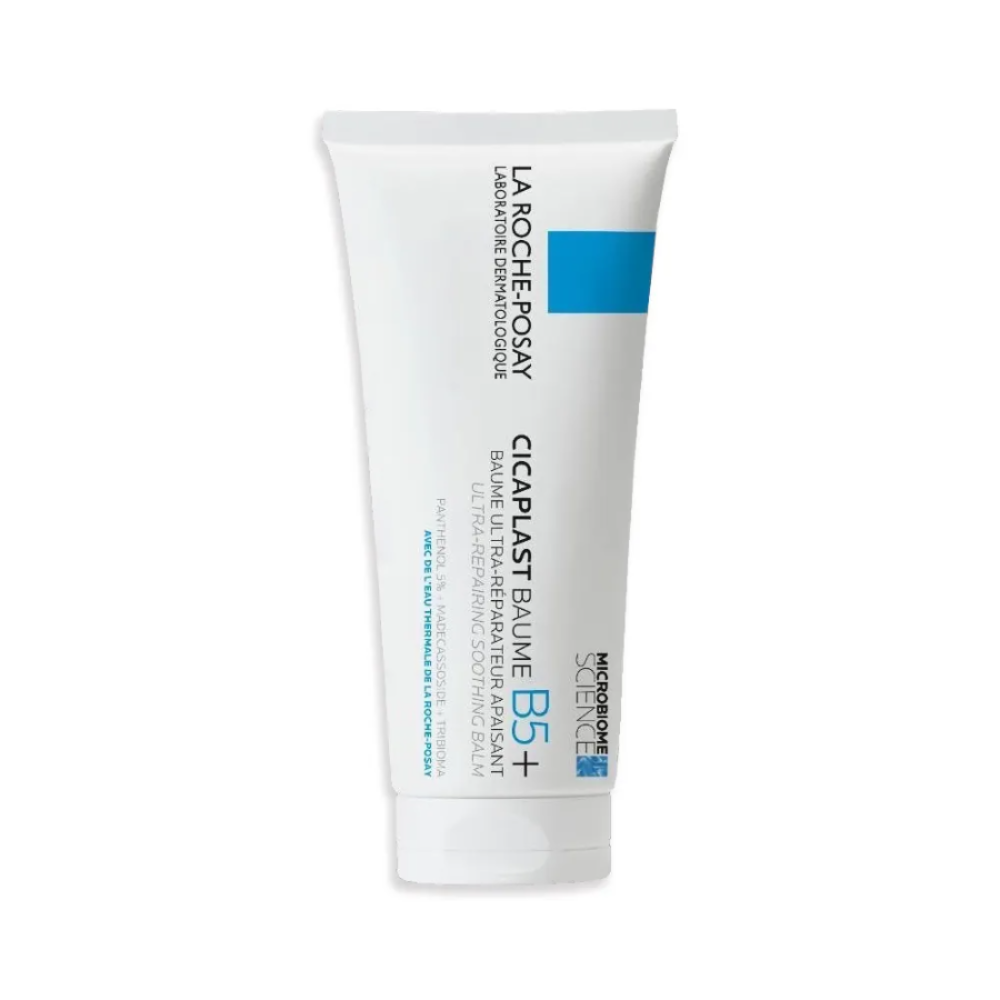 LA ROCHE-POSAY
LABORATOIRE DERMATOLOGIQUE
CICAPLAST BAUME B5+
BAUME ULTRA-RÉPARATEUR APAISANT
ULTRA-REPAIRING SOOTHING BALM
PANTHENOL 5% + MADECASSOSIDE + TRIBIOMA
AVEC DE L'EAU THERMALE DE LA ROCHE-POSAY
MICROBIOME
SCIENCE